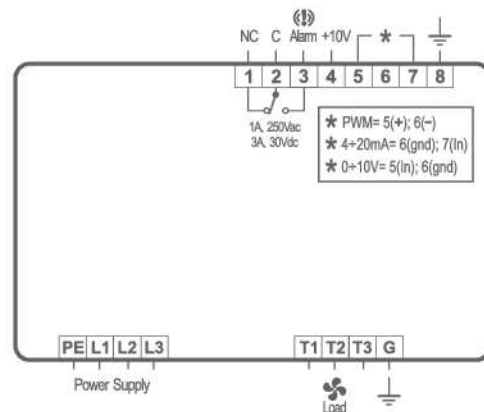 NC C Alarm +10V *
1 2 3 4 5 6 7 8
1A, 250Vac
3A, 30Vdc
* PWM= 5(+); 6(−)
* 4÷20mA= 6(gnd); 7(In)
* 0÷10V= 5(In); 6(gnd)
PE L1 L2 L3 T1 T2 T3 G
Power Supply
Load